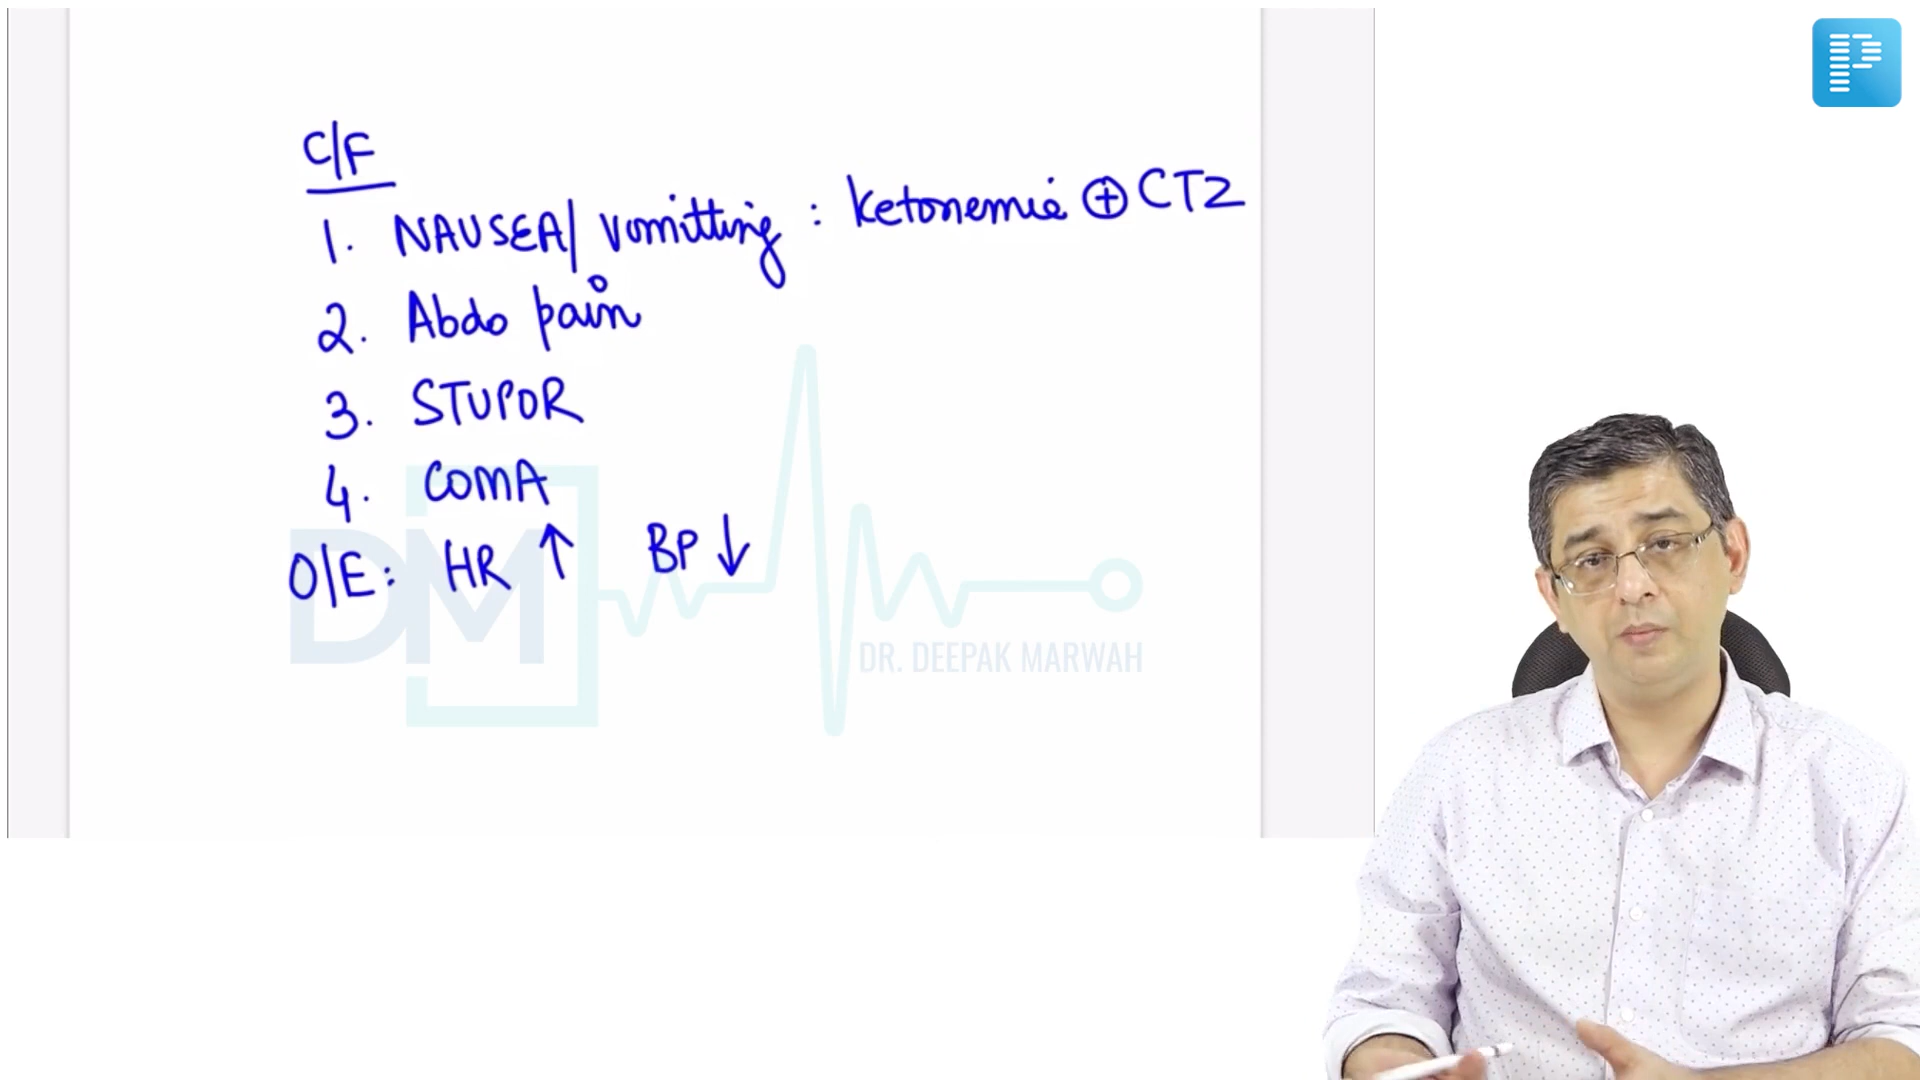 C/F
1. NAUSEA/ vomitting : ketonemia ⊕ CTZ
2. Abdo pain
3. STUPOR
4. COMA
O/E: HR ↑ BP ↓
DM
DR. DEEPAK MARWAH
P